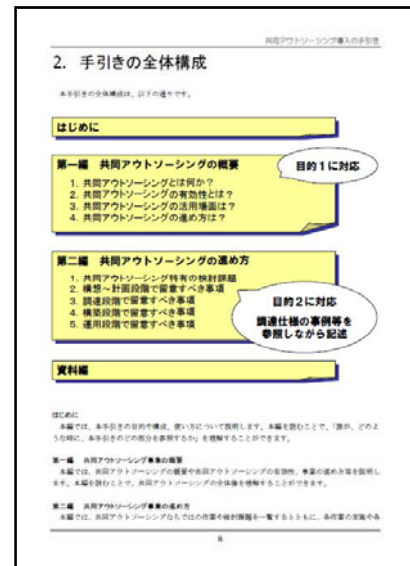 共同アウトソーシング導入の手引き
2. 手引きの全体構成
本手引きの全体構成は、以下の通りです。
はじめに
第一編 共同アウトソーシングの概要
目的1に対応
1. 共同アウトソーシングとは何か？
2. 共同アウトソーシングの有効性とは？
3. 共同アウトソーシングの活用場面は？
4. 共同アウトソーシングの進め方は？
第二編 共同アウトソーシングの進め方
1. 共同アウトソーシング特有の検討課題
2. 構想～計画段階で留意すべき事項
3. 調達段階で留意すべき事項
4. 構築段階で留意すべき事項
5. 運用段階で留意すべき事項
目的2に対応
調達仕様の事例等を
参照しながら記述
資料編
はじめに
本編では、本手引きの目的や構成、使い方について説明します。本編を読むことで、「誰が、どのよ
うな時に、本手引きのどの部分を参照するか」を理解することができます。
第一編 共同アウトソーシング事業の概要
本編では、共同アウトソーシングの概要や共同アウトソーシングの有効性、事業の進め方等を説明し
ます。本編を読むことで、共同アウトソーシングの全体像を理解することができます。
第二編 共同アウトソーシング事業の進め方
本編では、共同アウトソーシングならではの作業や検討課題を一覧するとともに、各作業の実施や各